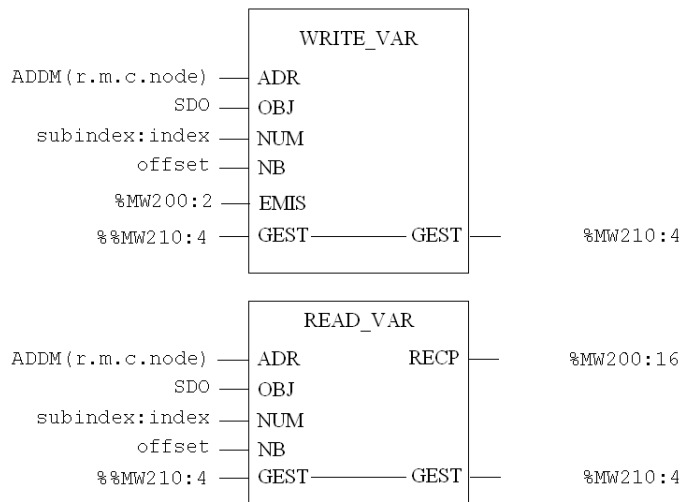 WRITE_VAR
ADDM(r.m.c.node) ADR
SDO OBJ
subindex:index NUM
offset NB
%MW200:2 EMIS
%%MW210:4 GEST GEST %MW210:4
READ_VAR
ADDM(r.m.c.node) ADR RECP %MW200:16
SDO OBJ
subindex:index NUM
offset NB
%%MW210:4 GEST GEST %MW210:4